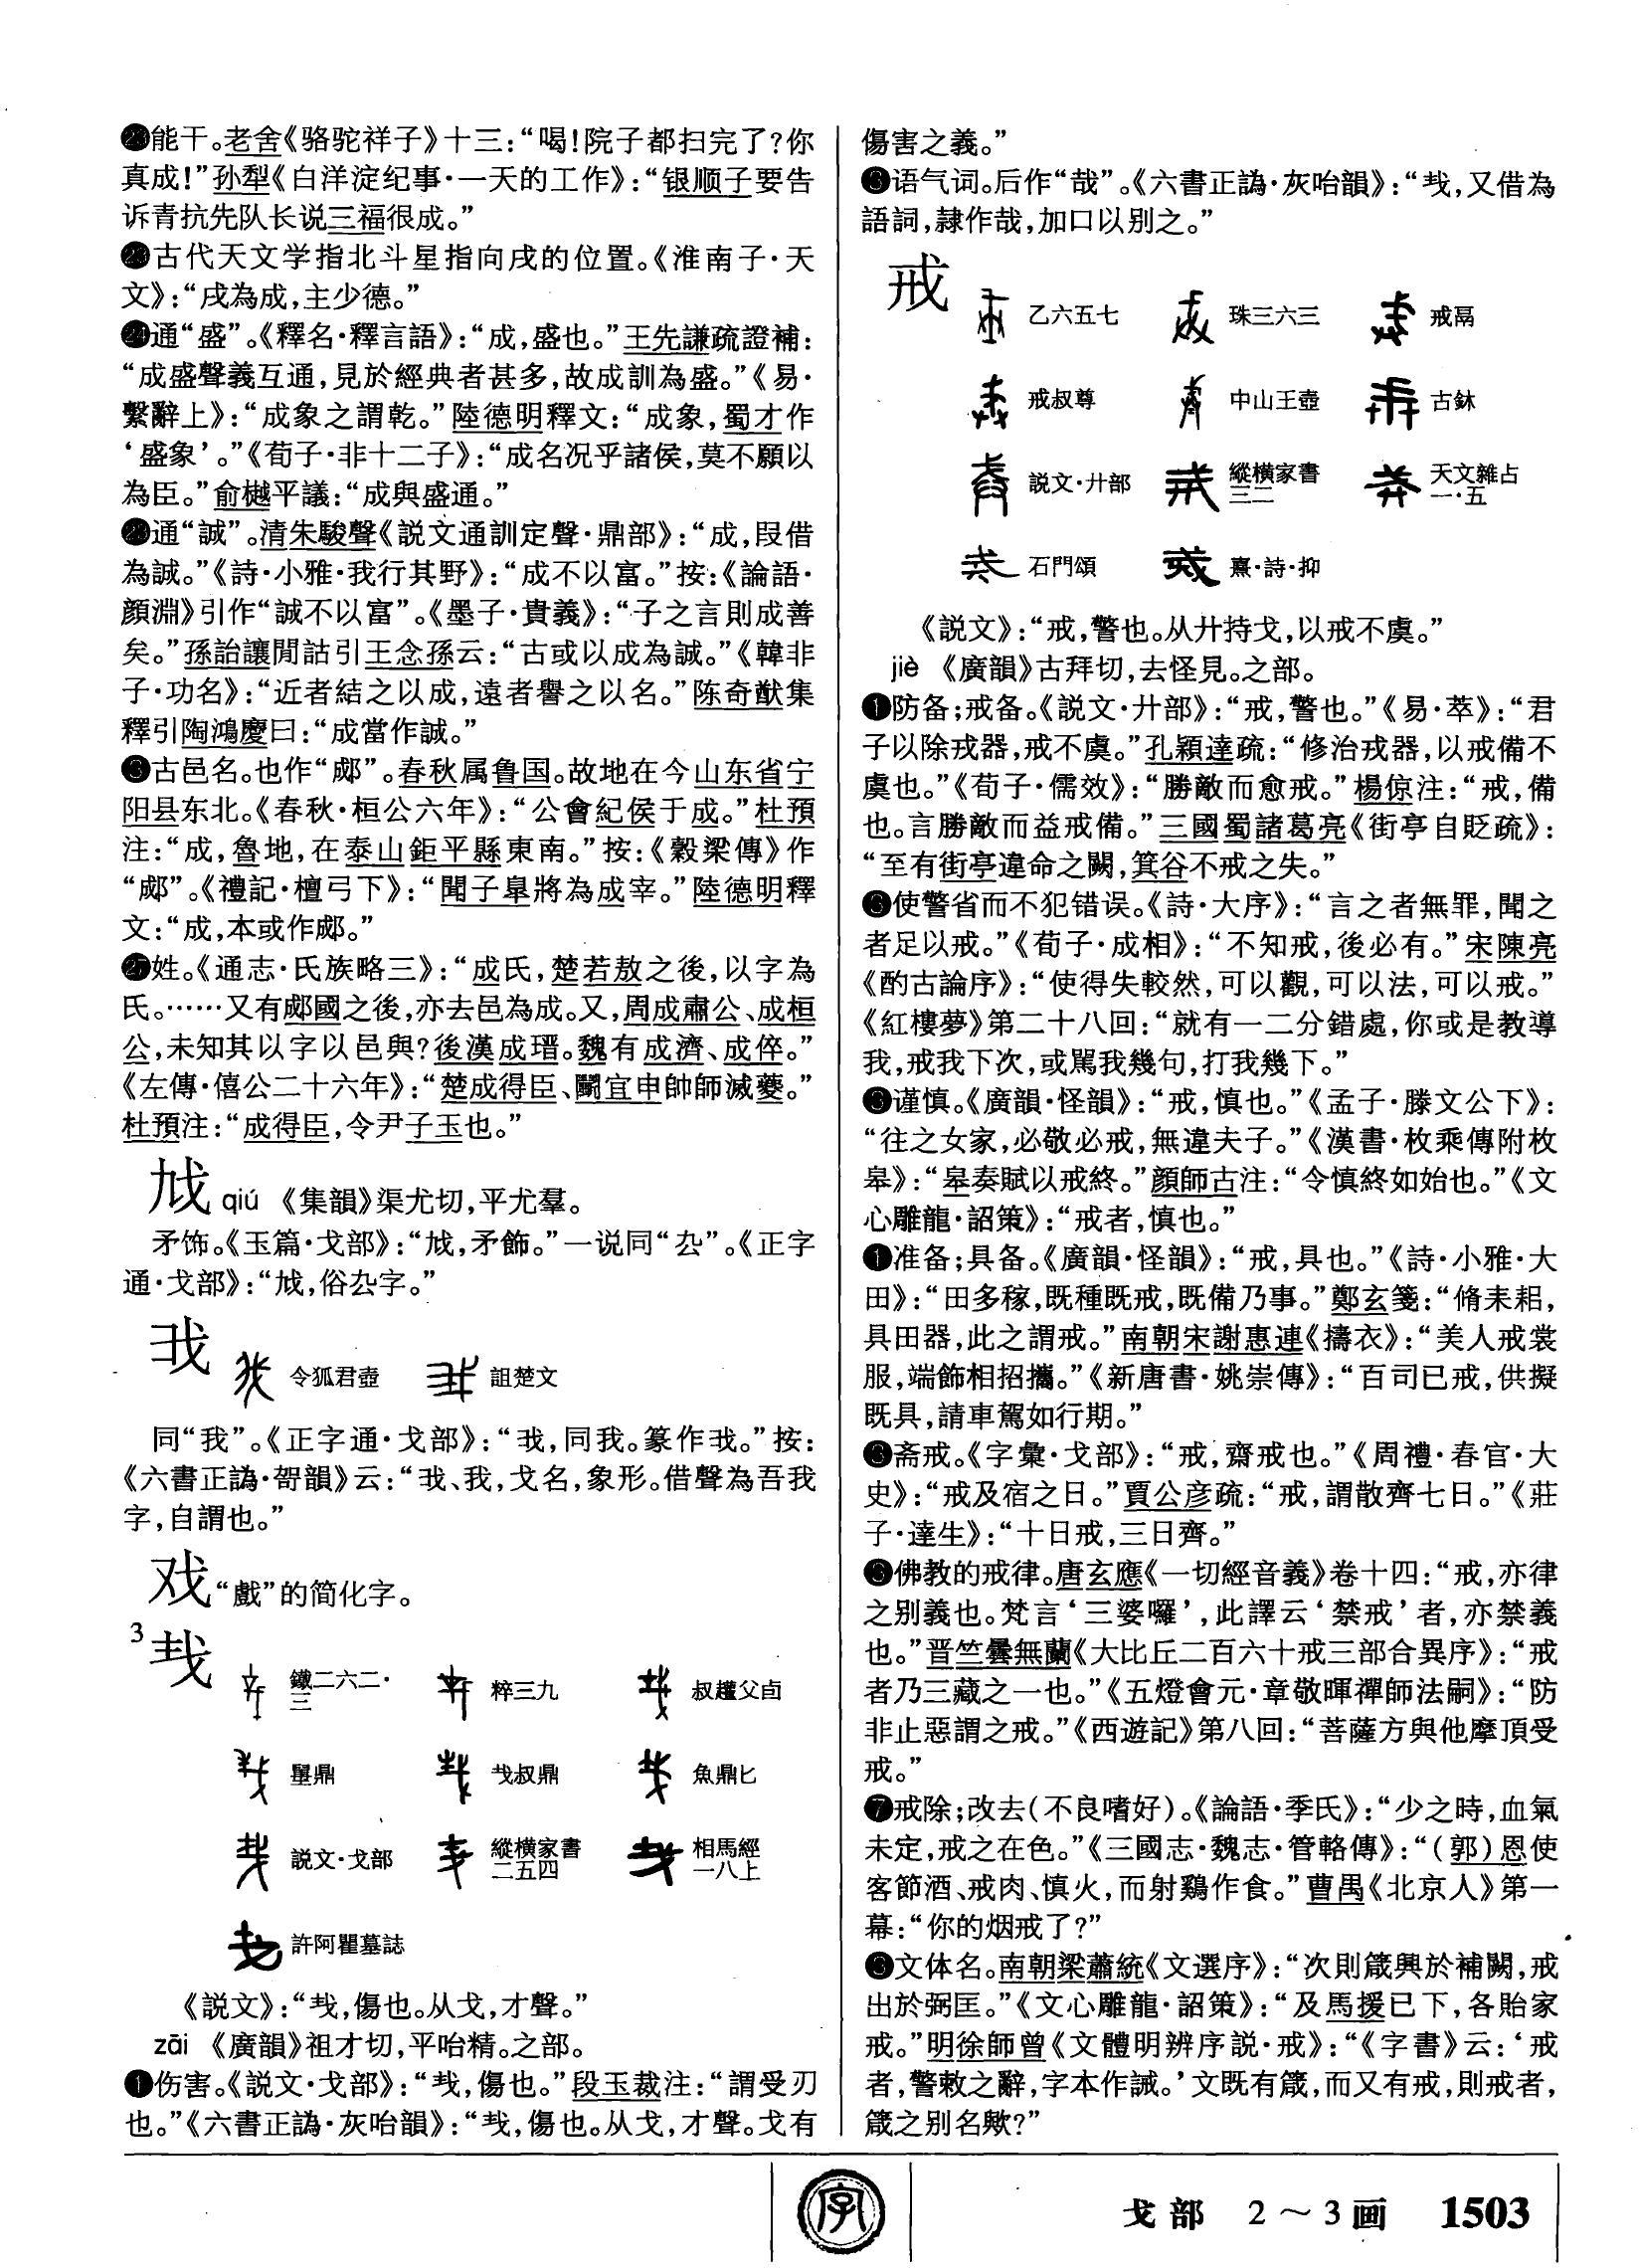 ㉒能干。老舍《骆驼祥子》十三：“喝！院子都扫完了？你
真成！”孙犁《白洋淀纪事·一天的工作》：“银顺子要告
诉青抗先队长说三福很成。”
㉓古代天文学指北斗星指向戌的位置。《淮南子·天
文》：“戌為成，主少德。”
㉔通“盛”。《釋名·釋言語》：“成，盛也。”王先謙疏證補：
“成盛聲義互通，見於經典者甚多，故成訓為盛。”《易·
繫辭上》：“成象之謂乾。”陸德明釋文：“成象，蜀才作
‘盛象’。”《荀子·非十二子》：“成名况乎諸侯，莫不願以
為臣。”俞樾平議：“成與盛通。”
㉕通“誠”。清朱駿聲《説文通訓定聲·鼎部》：“成，叚借
為誠。”《詩·小雅·我行其野》：“成不以富。”按：《論語·
顔淵》引作“誠不以富”。《墨子·貴義》：“子之言則成善
矣。”孫詒讓閒詁引王念孫云：“古或以成為誠。”《韓非
子·功名》：“近者結之以成，遠者譽之以名。”陈奇猷集
釋引陶鴻慶曰：“成當作誠。”
㉖古邑名。也作“郕”。春秋属鲁国。故地在今山东省宁
阳县东北。《春秋·桓公六年》：“公會紀侯于成。”杜預
注：“成，魯地，在泰山鉅平縣東南。”按：《穀梁傳》作
“郕”。《禮記·檀弓下》：“聞子皋將為成宰。”陸德明釋
文：“成，本或作郕。”
㉗姓。《通志·氏族略三》：“成氏，楚若敖之後，以字為
氏。……又有郕國之後，亦去邑為成。又，周成肅公、成桓
公，未知其以字以邑與？後漢成瑨。魏有成濟、成倅。”
《左傳·僖公二十六年》：“楚成得臣、鬭宜申帥師滅夔。”
杜預注：“成得臣，令尹子玉也。”
㘷 qiú 《集韻》渠尤切，平尤羣。
矛饰。《玉篇·戈部》：“，矛飾。”一说同“厹”。《正字
通·戈部》：“，俗厹字。”
𢦐 令狐君壺 詛楚文
同“我”。《正字通·戈部》：“𢦐，同我。篆作𢦐。”按：
《六書正譌·哿韻》云：“𢦐、我，戈名，象形。借聲為吾我
字，自謂也。”
戏 “戲”的简化字。
3 𢦏 鐵二六二·三 粹三九 叔趯父卣
壐鼎 𢦏叔鼎 魚鼎匕
説文·戈部 縱横家書二五四 相馬經一八上
許阿瞿墓誌
《説文》：“𢦏，傷也。从戈，才聲。”
zāi 《廣韻》祖才切，平咍精。之部。
❶伤害。《説文·戈部》：“𢦏，傷也。”段玉裁注：“謂受刃
也。”《六書正譌·灰咍韻》：“𢦏，傷也。从戈，才聲。戈有
傷害之義。”
❷语气词。后作“哉”。《六書正譌·灰咍韻》：“𢦏，又借為
語詞，隷作哉，加口以别之。”
戒 乙六五七 珠三六三 戒鬲
戒叔尊 中山王壺 古鉥
説文·廾部 縱横家書三二 天文雜占一·五
石門頌 熹·詩·抑
《説文》：“戒，警也。从廾持戈，以戒不虞。”
jiè 《廣韻》古拜切，去怪見。之部。
❶防备；戒备。《説文·廾部》：“戒，警也。”《易·萃》：“君
子以除戎器，戒不虞。”孔穎達疏：“修治戎器，以戒備不
虞也。”《荀子·儒效》：“勝敵而愈戒。”楊倞注：“戒，備
也。言勝敵而益戒備。”三國蜀諸葛亮《街亭自貶疏》：
“至有街亭違命之闕，箕谷不戒之失。”
❷使警省而不犯错误。《詩·大序》：“言之者無罪，聞之
者足以戒。”《荀子·成相》：“不知戒，後必有。”宋陳亮
《酌古論序》：“使得失較然，可以觀，可以法，可以戒。”
《紅樓夢》第二十八回：“就有一二分錯處，你或是教導
我，戒我下次，或駡我幾句，打我幾下。”
❸谨慎。《廣韻·怪韻》：“戒，慎也。”《孟子·滕文公下》：
“往之女家，必敬必戒，無違夫子。”《漢書·枚乘傳附枚
皋》：“皋奏賦以戒終。”顔師古注：“令慎終如始也。”《文
心雕龍·詔策》：“戒者，慎也。”
❹准备；具备。《廣韻·怪韻》：“戒，具也。”《詩·小雅·大
田》：“田多稼，既種既戒，既備乃事。”鄭玄箋：“脩耒耜，
具田器，此之謂戒。”南朝宋謝惠連《擣衣》：“美人戒裳
服，端飾相招攜。”《新唐書·姚崇傳》：“百司已戒，供擬
既具，請車駕如行期。”
❺斋戒。《字彙·戈部》：“戒，齋戒也。”《周禮·春官·大
史》：“戒及宿之日。”賈公彦疏：“戒，謂散齊七日。”《莊
子·達生》：“十日戒，三日齊。”
❻佛教的戒律。唐玄應《一切經音義》卷十四：“戒，亦律
之别義也。梵言‘三婆囉’，此譯云‘禁戒’者，亦禁義
也。”晋竺曇無蘭《大比丘二百六十戒三部合異序》：“戒
者乃三藏之一也。”《五燈會元·章敬暉禪師法嗣》：“防
非止惡謂之戒。”《西遊記》第八回：“菩薩方與他摩頂受
戒。”
❼戒除；改去（不良嗜好）。《論語·季氏》：“少之時，血氣
未定，戒之在色。”《三國志·魏志·管輅傳》：“（郭）恩使
客節酒、戒肉、慎火，而射鷄作食。”曹禺《北京人》第一
幕：“你的烟戒了？”
❽文体名。南朝梁蕭統《文選序》：“次則箴興於補闕，戒
出於弼匡。”《文心雕龍·詔策》：“及馬援已下，各貽家
戒。”明徐師曾《文體明辨序説·戒》：“《字書》云：‘戒
者，警敕之辭，字本作誡。’文既有箴，而又有戒，則戒者，
箴之别名歟？”
字
戈部 2～3画 1503